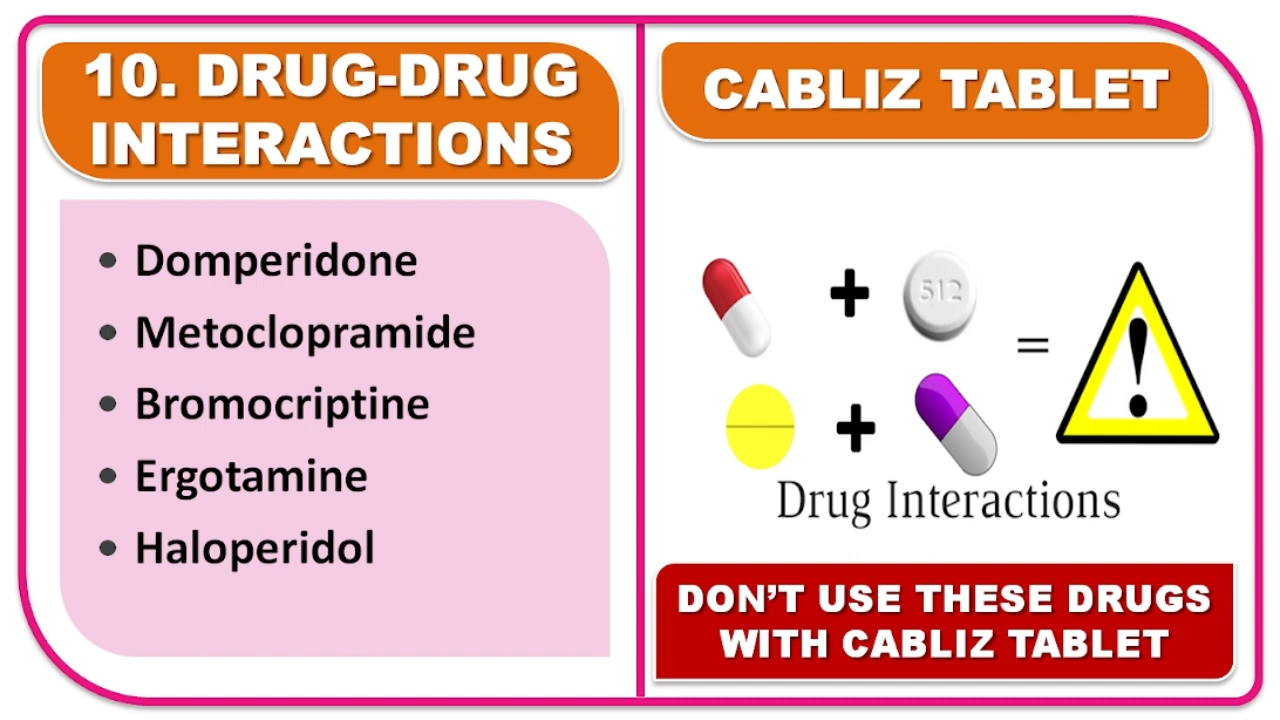 10. DRUG-DRUG
INTERACTIONS
• Domperidone
• Metoclopramide
• Bromocriptine
• Ergotamine
• Haloperidol
CABLIZ TABLET
512
Drug Interactions
DON’T USE THESE DRUGS
WITH CABLIZ TABLET